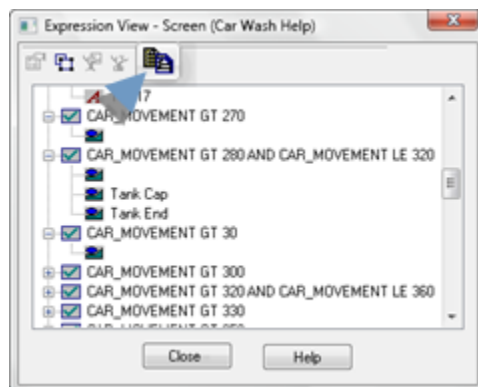 Expression View - Screen (Car Wash Help)
17
CAR_MOVEMENT GT 270
CAR_MOVEMENT GT 280 AND CAR_MOVEMENT LE 320
Tank Cap
Tank End
CAR_MOVEMENT GT 30
CAR_MOVEMENT GT 300
CAR_MOVEMENT GT 320 AND CAR_MOVEMENT LE 360
CAR_MOVEMENT GT 330
Close
Help